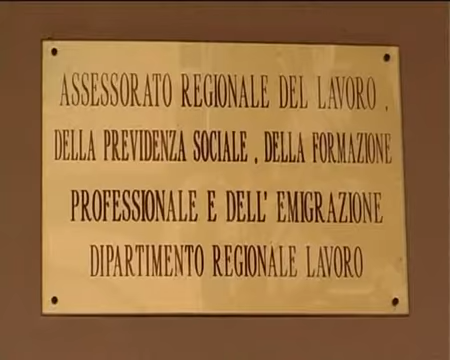 ASSESSORATO REGIONALE DEL LAVORO ,
DELLA PREVIDENZA SOCIALE , DELLA FORMAZIONE
PROFESSIONALE E DELL' EMIGRAZIONE
DIPARTIMENTO REGIONALE LAVORO